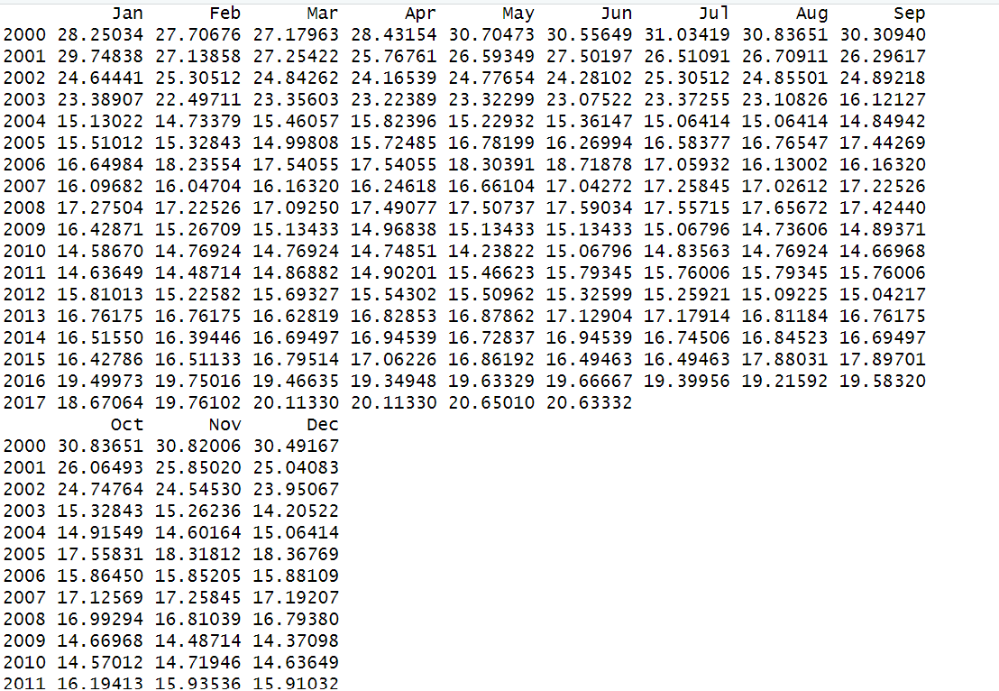 Jan Feb Mar Apr May Jun Jul Aug Sep
2000 28.25034 27.70676 27.17963 28.43154 30.70473 30.55649 31.03419 30.83651 30.30940
2001 29.74838 27.13858 27.25422 25.76761 26.59349 27.50197 26.51091 26.70911 26.29617
2002 24.64441 25.30512 24.84262 24.16539 24.77654 24.28102 25.30512 24.85501 24.89218
2003 23.38907 22.49711 23.35603 23.22389 23.32299 23.07522 23.37255 23.10826 16.12127
2004 15.13022 14.73379 15.46057 15.82396 15.22932 15.36147 15.06414 15.06414 14.84942
2005 15.51012 15.32843 14.99808 15.72485 16.78199 16.26994 16.58377 16.76547 17.44269
2006 16.64984 18.23554 17.54055 17.54055 18.30391 18.71878 17.05932 16.13002 16.16320
2007 16.09682 16.04704 16.16320 16.24618 16.66104 17.04272 17.25845 17.02612 17.22526
2008 17.27504 17.22526 17.09250 17.49077 17.50737 17.59034 17.55715 17.65672 17.42440
2009 16.42871 15.26709 15.13433 14.96838 15.13433 15.13433 15.06796 14.73606 14.89371
2010 14.58670 14.76924 14.76924 14.74851 14.23822 15.06796 14.83563 14.76924 14.66968
2011 14.63649 14.48714 14.86882 14.90201 15.46623 15.79345 15.76006 15.79345 15.76006
2012 15.81013 15.22582 15.69327 15.54302 15.50962 15.32599 15.25921 15.09225 15.04217
2013 16.76175 16.76175 16.62819 16.82853 16.87862 17.12904 17.17914 16.81184 16.76175
2014 16.51550 16.39446 16.69497 16.94539 16.72837 16.94539 16.74506 16.84523 16.69497
2015 16.42786 16.51133 16.79514 17.06226 16.86192 16.49463 16.49463 17.88031 17.89701
2016 19.49973 19.75016 19.46635 19.34948 19.63329 19.66667 19.39956 19.21592 19.58320
2017 18.67064 19.76102 20.11330 20.11330 20.65010 20.63332
Oct Nov Dec
2000 30.83651 30.82006 30.49167
2001 26.06493 25.85020 25.04083
2002 24.74764 24.54530 23.95067
2003 15.32843 15.26236 14.20522
2004 14.91549 14.60164 15.06414
2005 17.55831 18.31812 18.36769
2006 15.86450 15.85205 15.88109
2007 17.12569 17.25845 17.19207
2008 16.99294 16.81039 16.79380
2009 14.66968 14.48714 14.37098
2010 14.57012 14.71946 14.63649
2011 16.19413 15.93536 15.91032